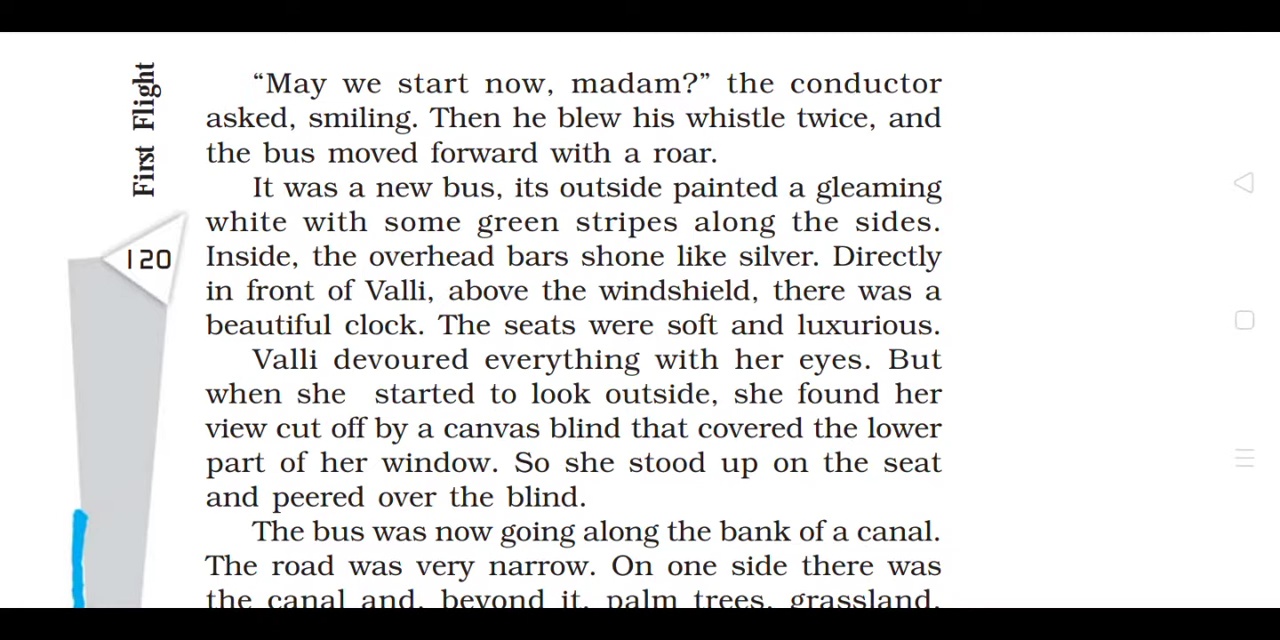 First Flight
120
“May we start now, madam?” the conductor
asked, smiling. Then he blew his whistle twice, and
the bus moved forward with a roar.
It was a new bus, its outside painted a gleaming
white with some green stripes along the sides.
Inside, the overhead bars shone like silver. Directly
in front of Valli, above the windshield, there was a
beautiful clock. The seats were soft and luxurious.
Valli devoured everything with her eyes. But
when she started to look outside, she found her
view cut off by a canvas blind that covered the lower
part of her window. So she stood up on the seat
and peered over the blind.
The bus was now going along the bank of a canal.
The road was very narrow. On one side there was
the canal and, beyond it, palm trees, grassland,